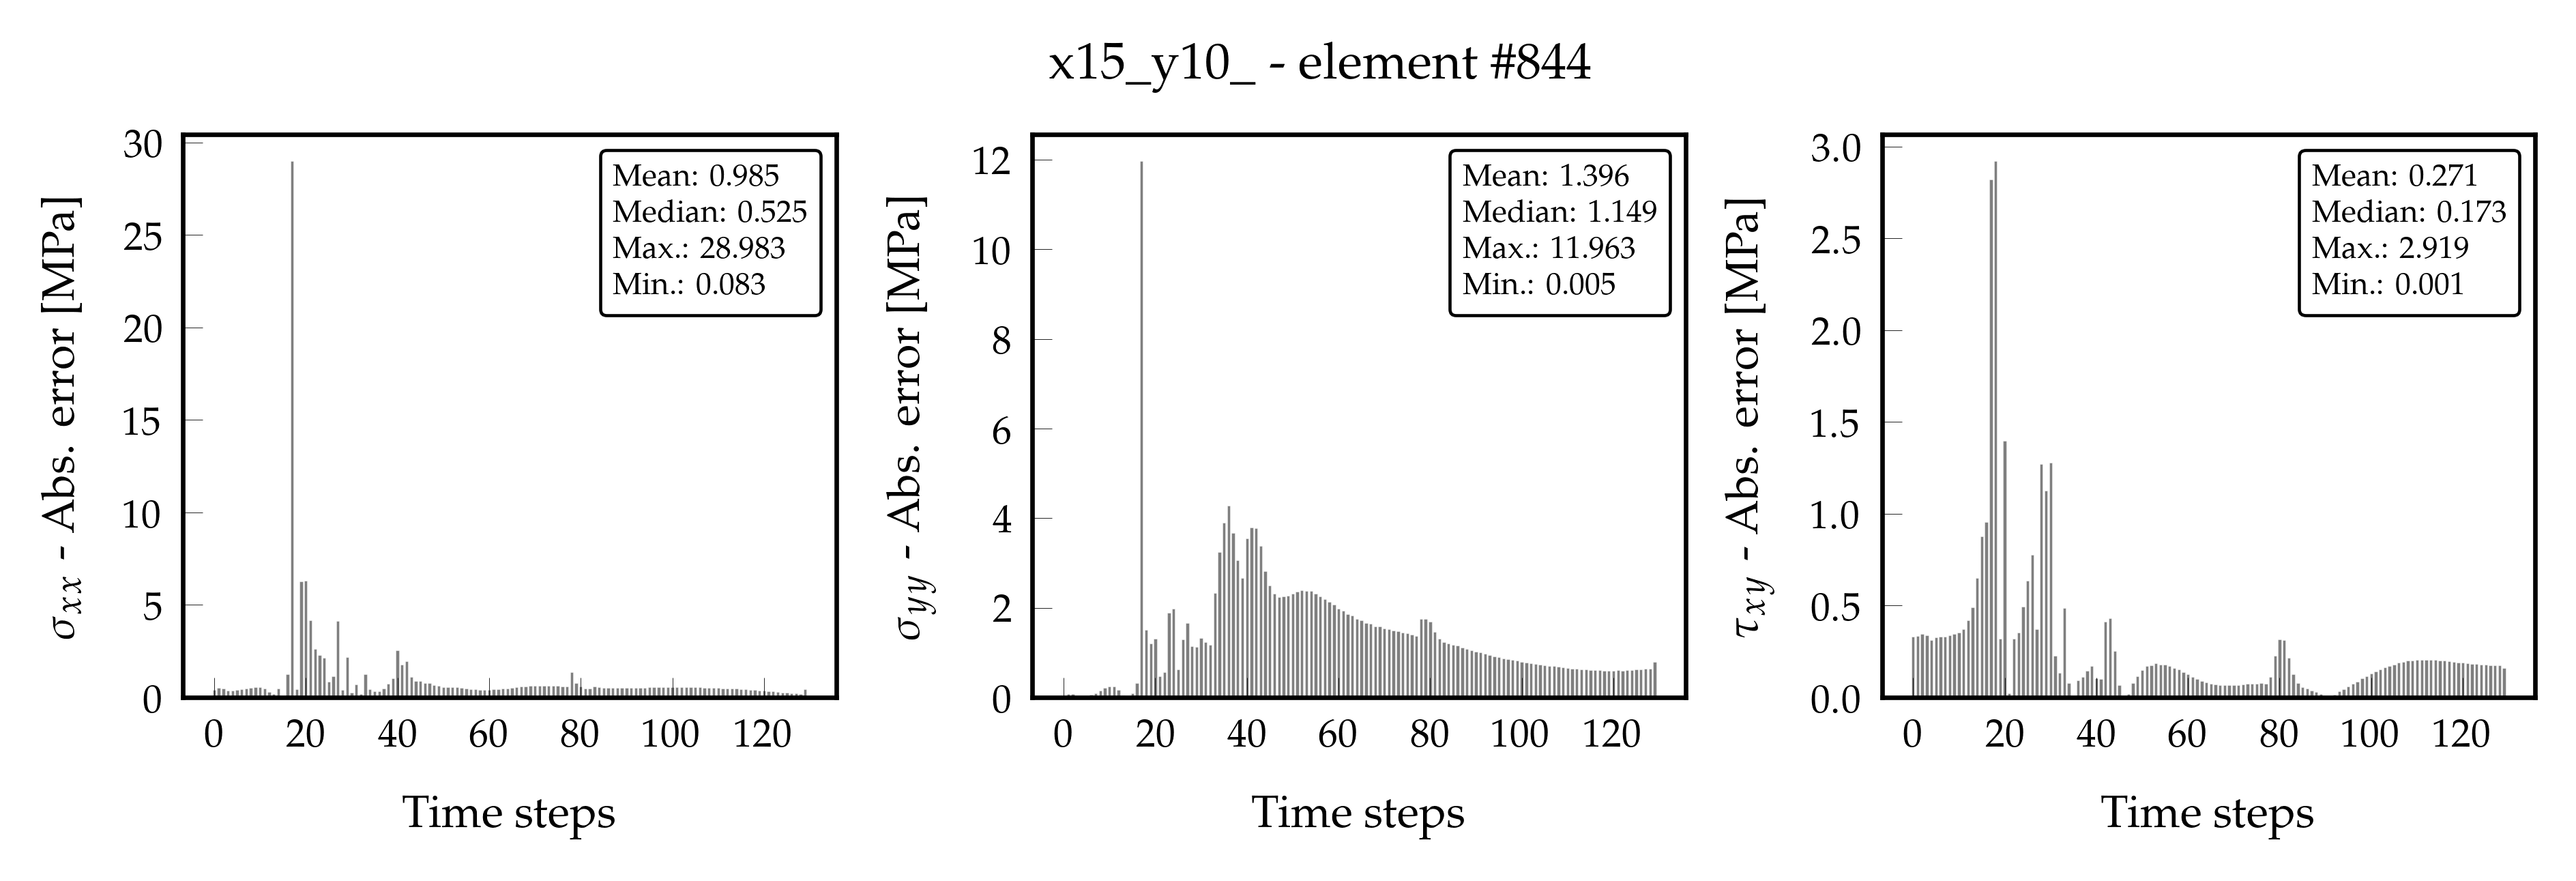 x15_y10_ - element #844
σxx - Abs. error [MPa]
30
25
20
15
10
5
0
Mean: 0.985
Median: 0.525
Max.: 28.983
Min.: 0.083
0 20 40 60 80 100 120
Time steps
σyy - Abs. error [MPa]
12
10
8
6
4
2
0
Mean: 1.396
Median: 1.149
Max.: 11.963
Min.: 0.005
0 20 40 60 80 100 120
Time steps
τxy - Abs. error [MPa]
3.0
2.5
2.0
1.5
1.0
0.5
0.0
Mean: 0.271
Median: 0.173
Max.: 2.919
Min.: 0.001
0 20 40 60 80 100 120
Time steps